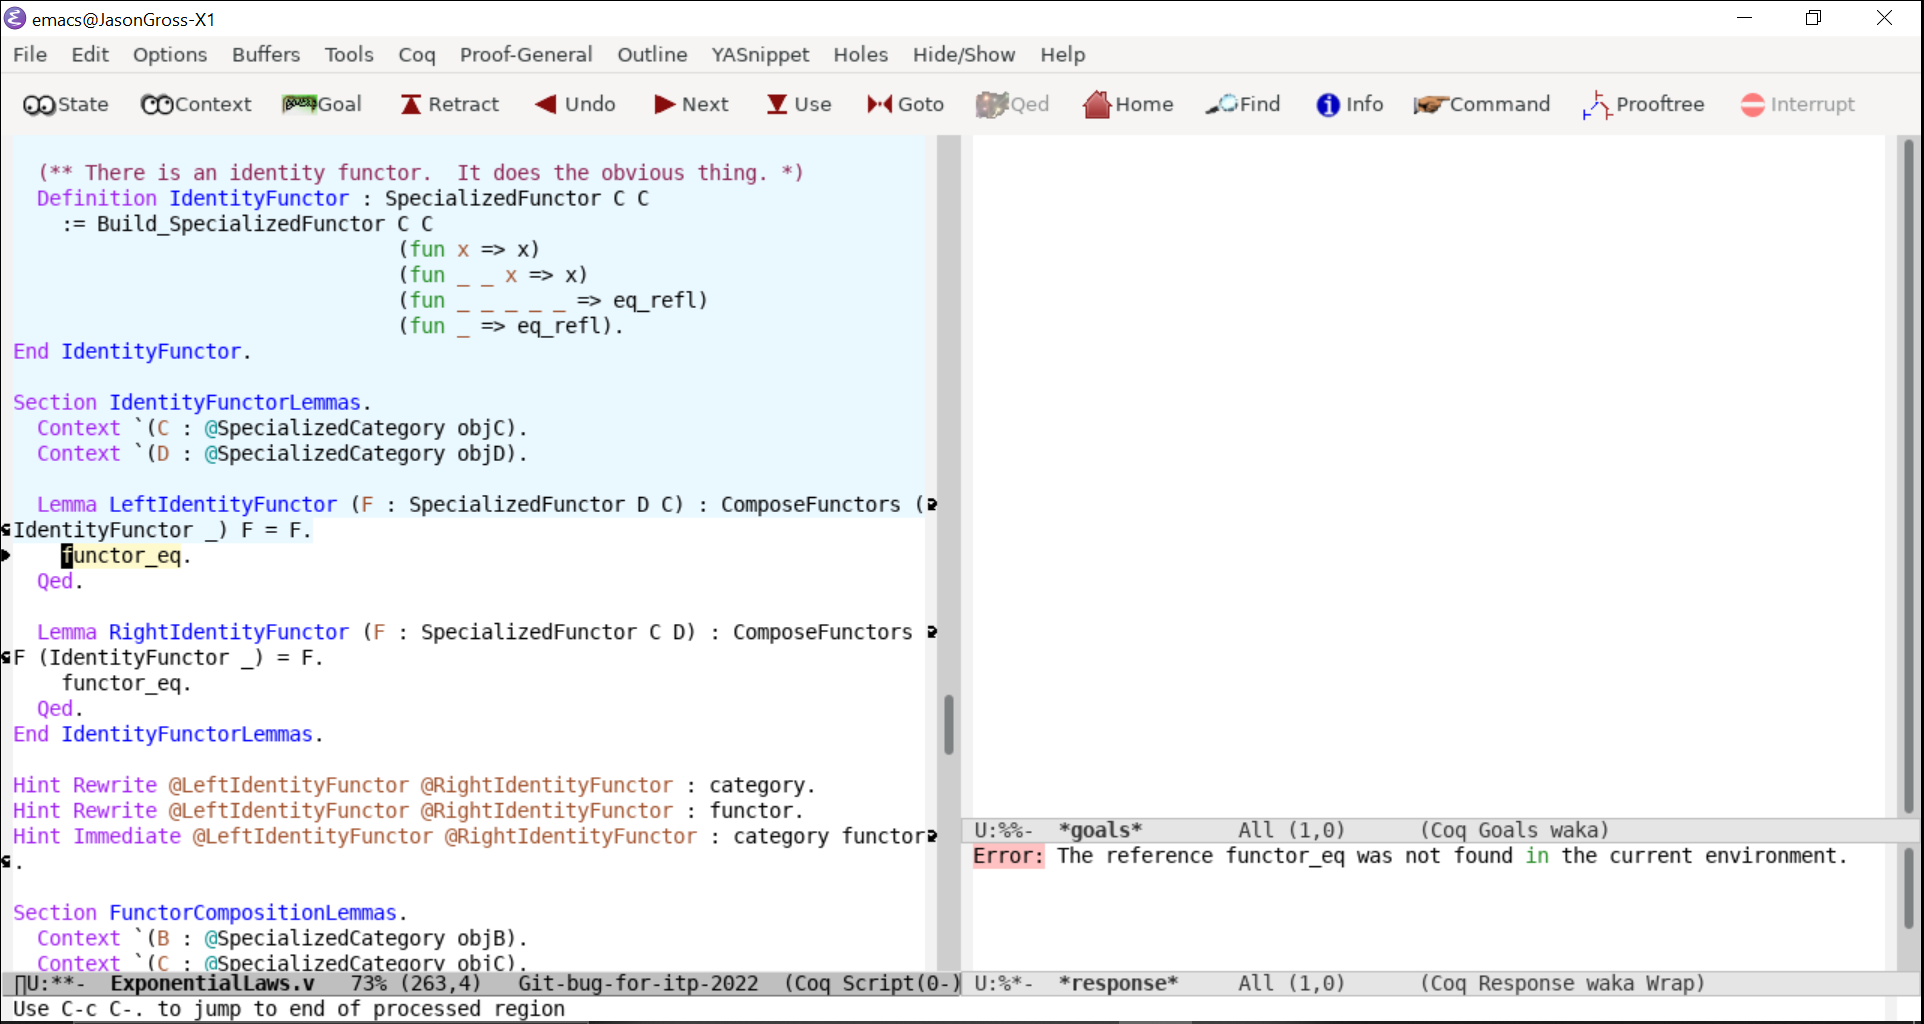 emacs@JasonGross-X1
File Edit Options Buffers Tools Coq Proof-General Outline YASnippet Holes Hide/Show Help
State Context Goal Retract Undo Next Use Goto Qed Home Find Info Command Prooftree Interrupt
(** There is an identity functor.  It does the obvious thing. *)
Definition IdentityFunctor : SpecializedFunctor C C
:= Build_SpecializedFunctor C C
(fun x => x)
(fun _ _ x => x)
(fun _ _ _ _ _ => eq_refl)
(fun _ => eq_refl).
End IdentityFunctor.
Section IdentityFunctorLemmas.
Context `(C : @SpecializedCategory objC).
Context `(D : @SpecializedCategory objD).
Lemma LeftIdentityFunctor (F : SpecializedFunctor D C) : ComposeFunctors (
IdentityFunctor _) F = F.
functor_eq.
Qed.
Lemma RightIdentityFunctor (F : SpecializedFunctor C D) : ComposeFunctors
F (IdentityFunctor _) = F.
functor_eq.
Qed.
End IdentityFunctorLemmas.
Hint Rewrite @LeftIdentityFunctor @RightIdentityFunctor : category.
Hint Rewrite @LeftIdentityFunctor @RightIdentityFunctor : functor.
Hint Immediate @LeftIdentityFunctor @RightIdentityFunctor : category functor
.
Section FunctorCompositionLemmas.
Context `(B : @SpecializedCategory objB).
Context `(C : @SpecializedCategory objC).
U:**-  ExponentialLaws.v   73% (263,4)   Git-bug-for-itp-2022  (Coq Script(0-)
U:%%-  *goals*        All (1,0)      (Coq Goals waka)
Error: The reference functor_eq was not found in the current environment.
U:%*-  *response*     All (1,0)      (Coq Response waka Wrap)
Use C-c C-. to jump to end of processed region